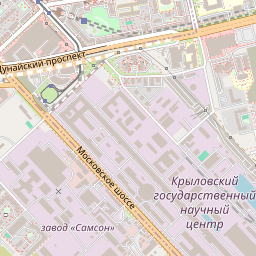 Дунайский проспект
Московское шоссе
Крыловский
государственный
научный
центр
завод «Самсон»